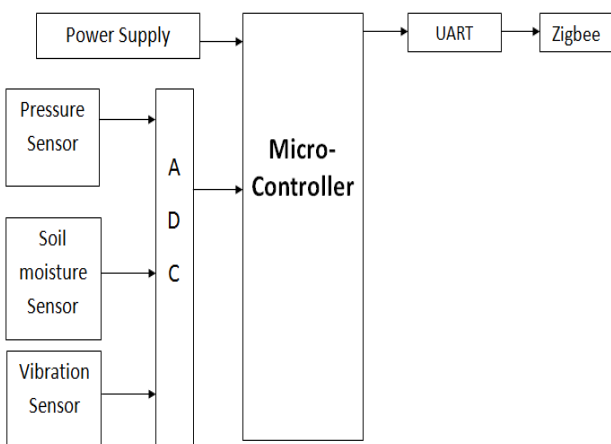 Power Supply
UART
Zigbee
Pressure
Sensor
A
D
C
Micro-
Controller
Soil
moisture
Sensor
Vibration
Sensor